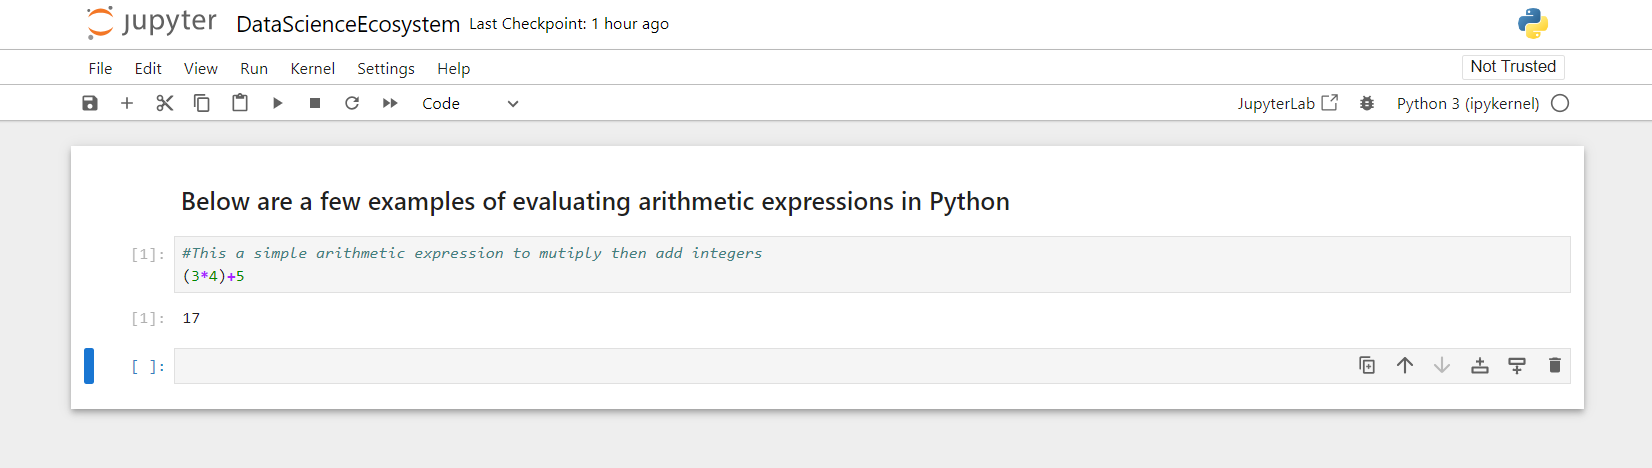 jupyter DataScienceEcosystem Last Checkpoint: 1 hour ago
File Edit View Run Kernel Settings Help Not Trusted
Code JupyterLab Python 3 (ipykernel)
Below are a few examples of evaluating arithmetic expressions in Python
[1]: #This a simple arithmetic expression to mutiply then add integers
(3*4)+5
[1]: 17
[ ]: